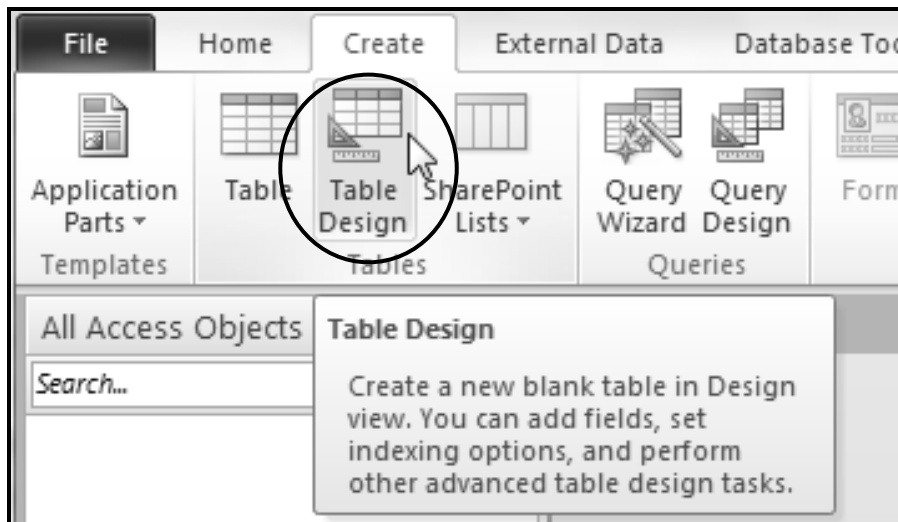 File Home Create External Data Database Too
Application Parts
Table
Table Design
SharePoint Lists
Query Wizard
Query Design
Form
Templates Tables Queries
All Access Objects
Search...
Table Design
Create a new blank table in Design
view. You can add fields, set
indexing options, and perform
other advanced table design tasks.